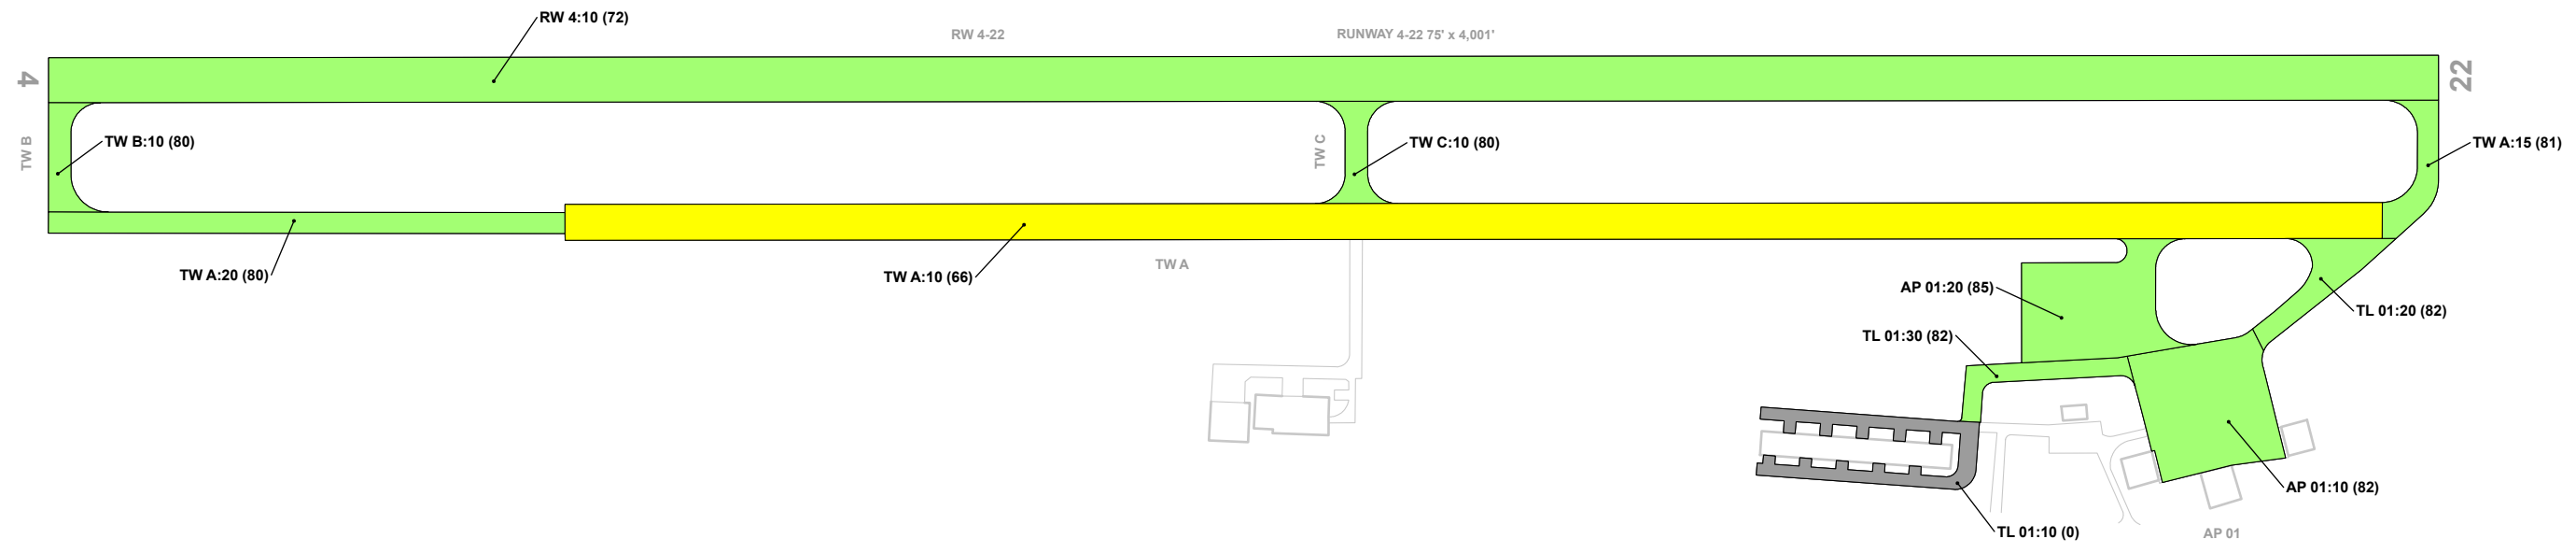 RW 4:10 (72)
RW 4-22
RUNWAY 4-22 75' x 4,001'
4
22
TW B
TW B:10 (80)
TW C
TW C:10 (80)
TW A:15 (81)
TW A:20 (80)
TW A:10 (66)
TW A
AP 01:20 (85)
TL 01:20 (82)
TL 01:30 (82)
AP 01:10 (82)
TL 01:10 (0)
AP 01